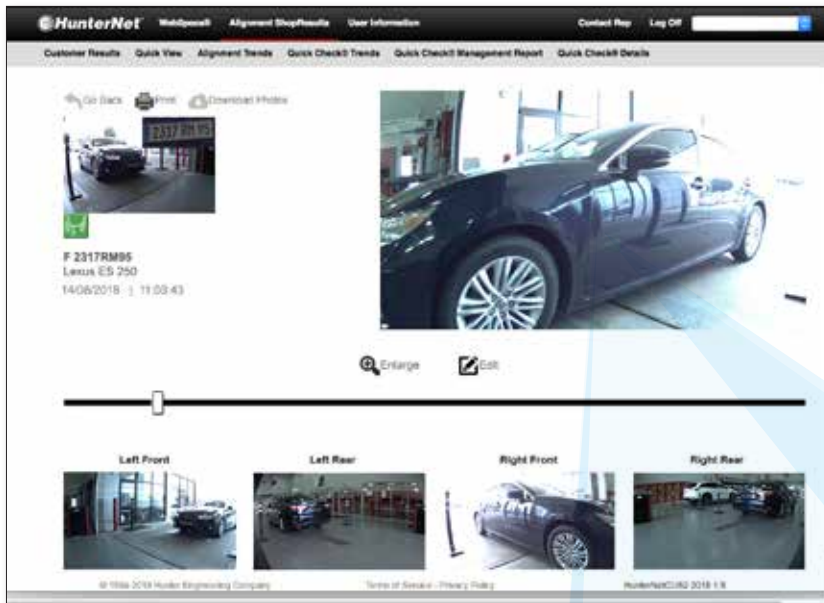 HunterNet WebSpecs® Alignment ShopResults User Information Contact Rep Log Off
Customer Results Quick View Alignment Trends Quick Check® Trends Quick Check® Management Report Quick Check® Details
Go Back Print Download Photos
2317 RM 95
F 2317RM95
Lexus ES 250
14/08/2018 | 11:03:43
Enlarge Edit
Left Front Left Rear Right Front Right Rear
Hunter Engineering Company Terms of Service - Privacy Policy